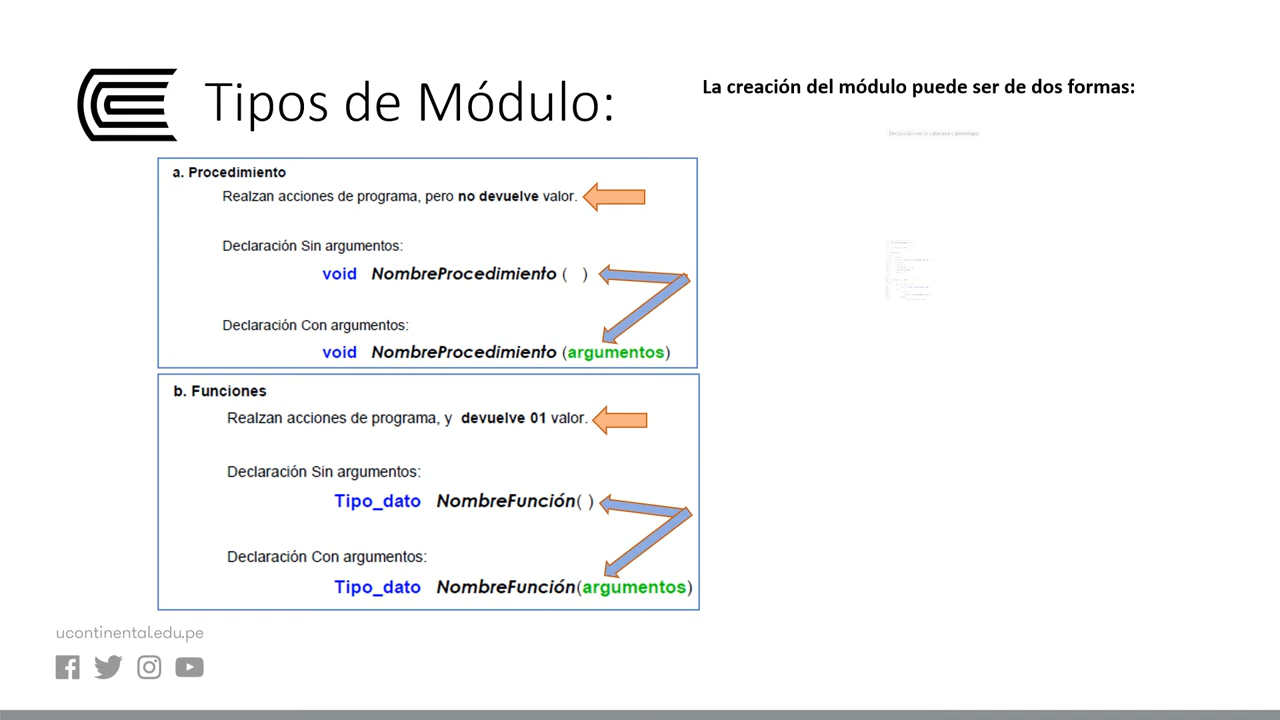 Tipos de Módulo:
La creación del módulo puede ser de dos formas:
a. Procedimiento
Realzan acciones de programa, pero no devuelve valor.
Declaración Sin argumentos:
void NombreProcedimiento ( )
Declaración Con argumentos:
void NombreProcedimiento (argumentos)
b. Funciones
Realzan acciones de programa, y devuelve 01 valor.
Declaración Sin argumentos:
Tipo_dato NombreFunción( )
Declaración Con argumentos:
Tipo_dato NombreFunción(argumentos)
ucontinental.edu.pe